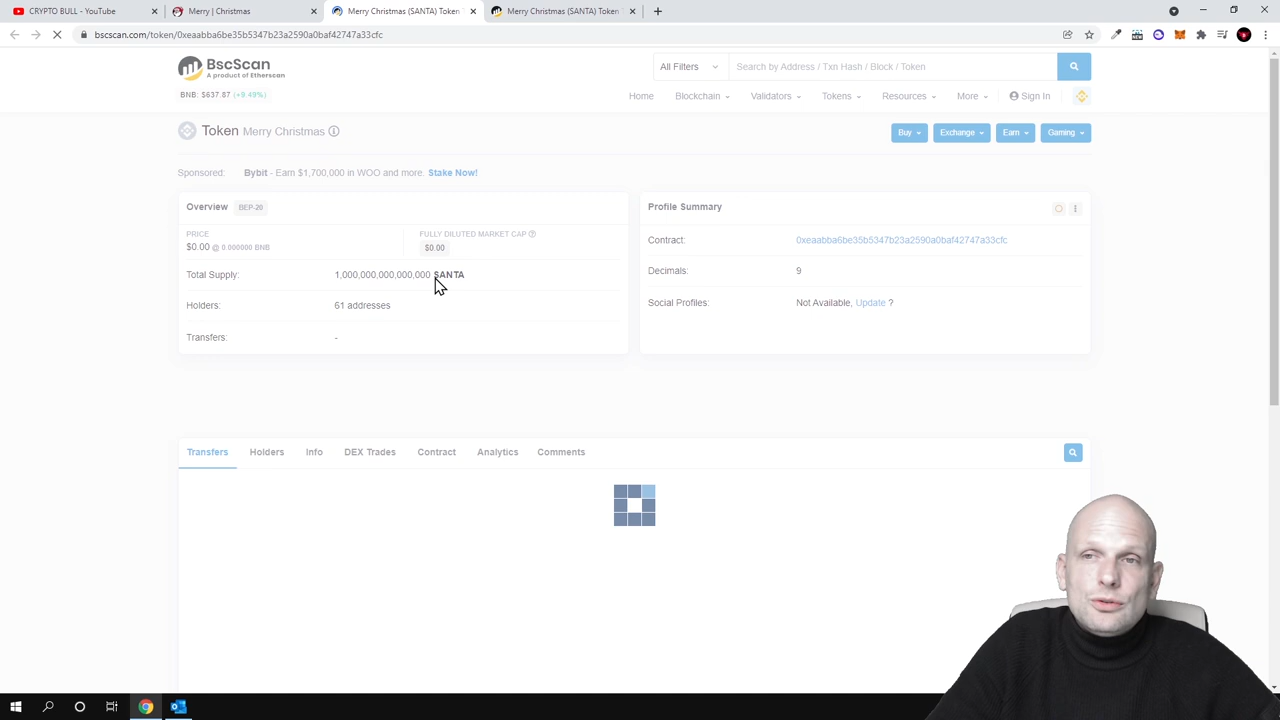 CRYPTO BULL - YouTube
Merry | Christmas
Merry Christmas (SANTA) Token
Merry Christmas (SANTA) Token
bscscan.com/token/0xeaabba6be35b5347b23a2590a0baf42747a33cfc
BscScan
A product of Etherscan
All Filters
Search by Address / Txn Hash / Block / Token
BNB: $637.87 (+9.49%)
Home
Blockchain
Validators
Tokens
Resources
More
Sign In
Token Merry Christmas
Buy
Exchange
Earn
Gaming
Sponsored: Bybit - Earn $1,700,000 in WOO and more. Stake Now!
Overview BEP-20
PRICE
$0.00 @ 0.000000 BNB
FULLY DILUTED MARKET CAP
$0.00
Total Supply: 1,000,000,000,000,000 SANTA
Holders: 61 addresses
Transfers: -
Profile Summary
Contract: 0xeaabba6be35b5347b23a2590a0baf42747a33cfc
Decimals: 9
Social Profiles: Not Available, Update ?
Transfers
Holders
Info
DEX Trades
Contract
Analytics
Comments